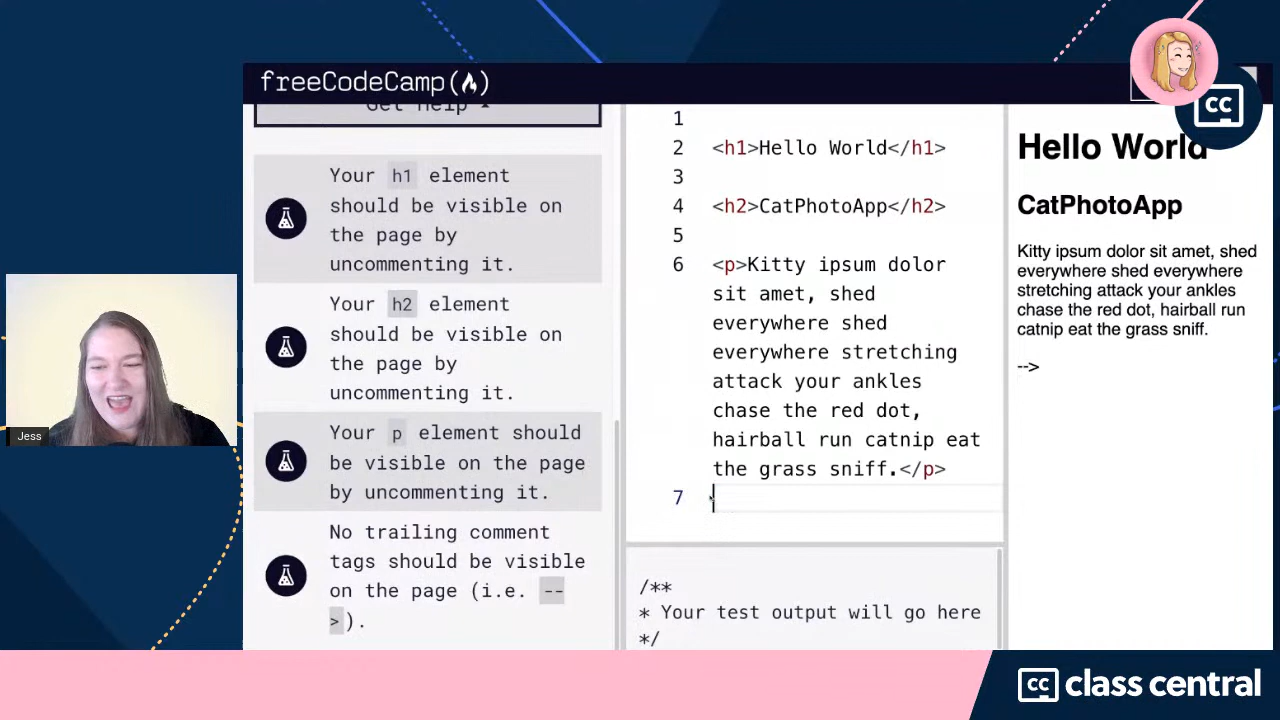 freeCodeCamp(🔥)
Get Help
Your h1 element
should be visible on
the page by
uncommenting it.
Your h2 element
should be visible on
the page by
uncommenting it.
Your p element should
be visible on the page
by uncommenting it.
No trailing comment
tags should be visible
on the page (i.e. --
>).
1
2 <h1>Hello World</h1>
3
4 <h2>CatPhotoApp</h2>
5
6 <p>Kitty ipsum dolor
sit amet, shed
everywhere shed
everywhere stretching
attack your ankles
chase the red dot,
hairball run catnip eat
the grass sniff.</p>
7
/**
* Your test output will go here
*/
Hello World
CatPhotoApp
Kitty ipsum dolor sit amet, shed
everywhere shed everywhere
stretching attack your ankles
chase the red dot, hairball run
catnip eat the grass sniff.
-->
CC
Jess
CC class central